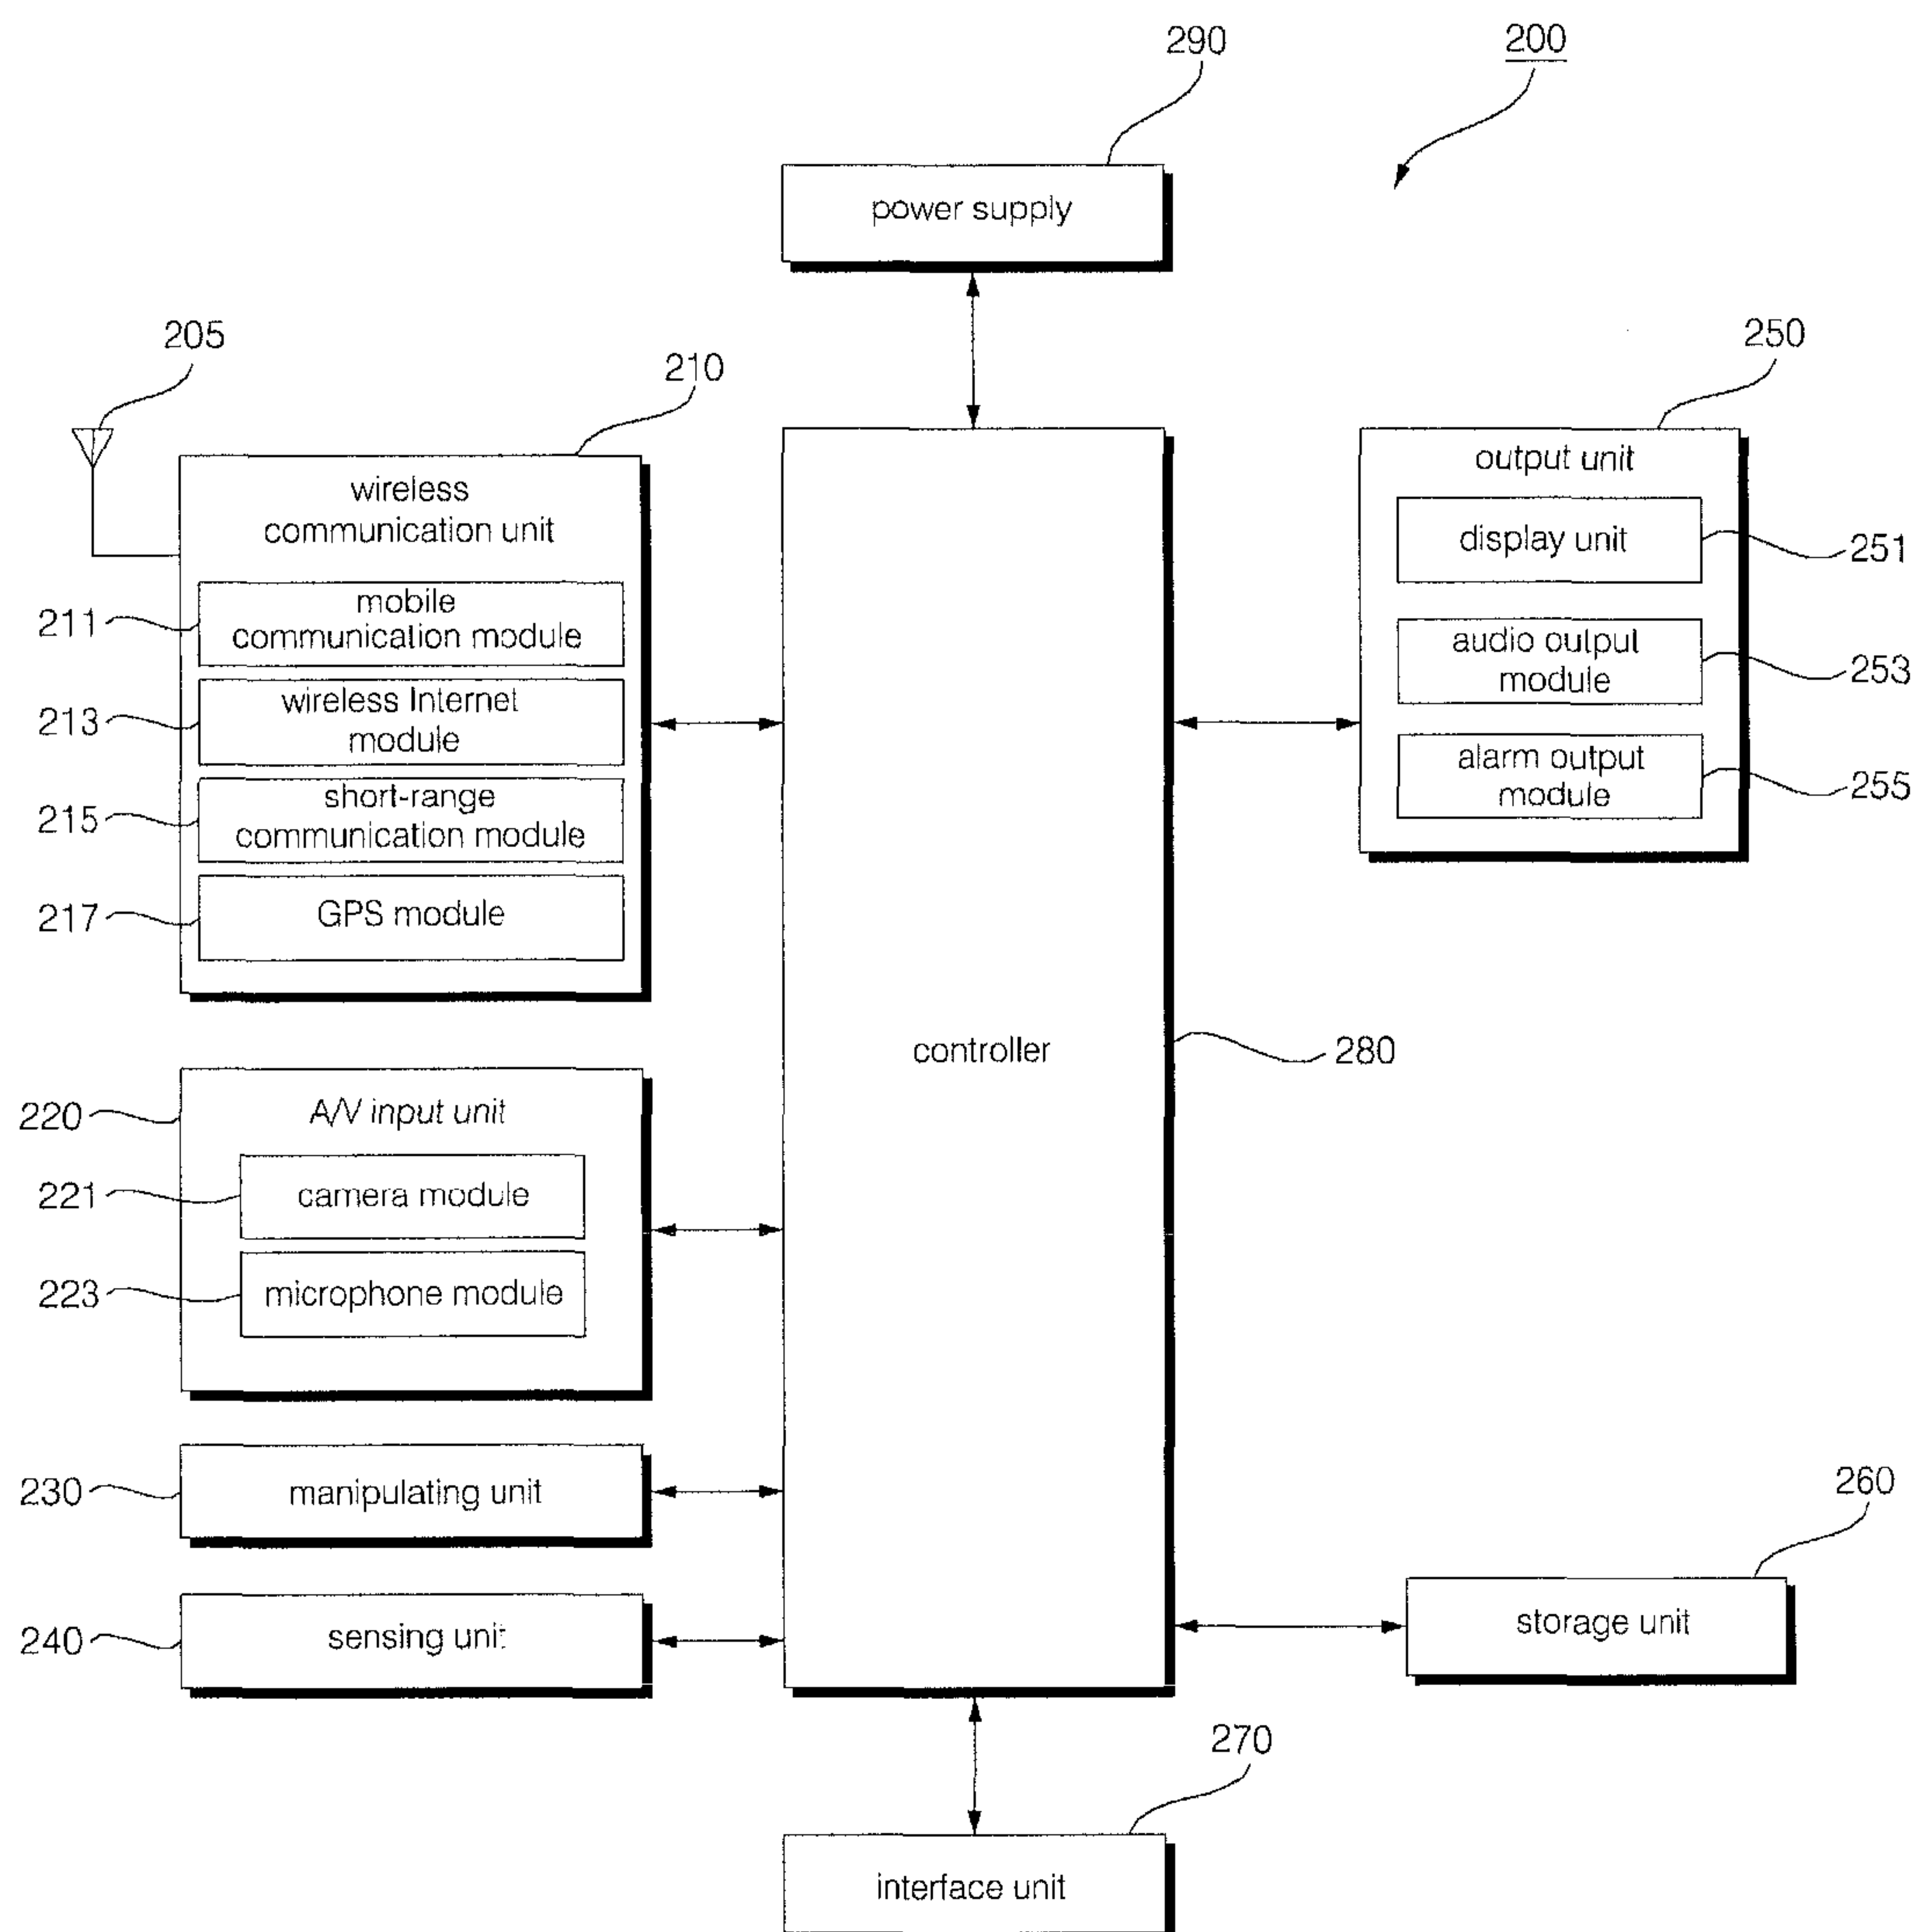 290
200
power supply
205
210
250
wireless
communication unit
211
mobile
communication module
213
wireless Internet
module
215
short-range
communication module
217
GPS module
output unit
display unit
251
audio output
module
253
alarm output
module
255
controller
280
220
A/V input unit
221
camera module
223
microphone module
230
manipulating unit
240
sensing unit
260
storage unit
270
interface unit